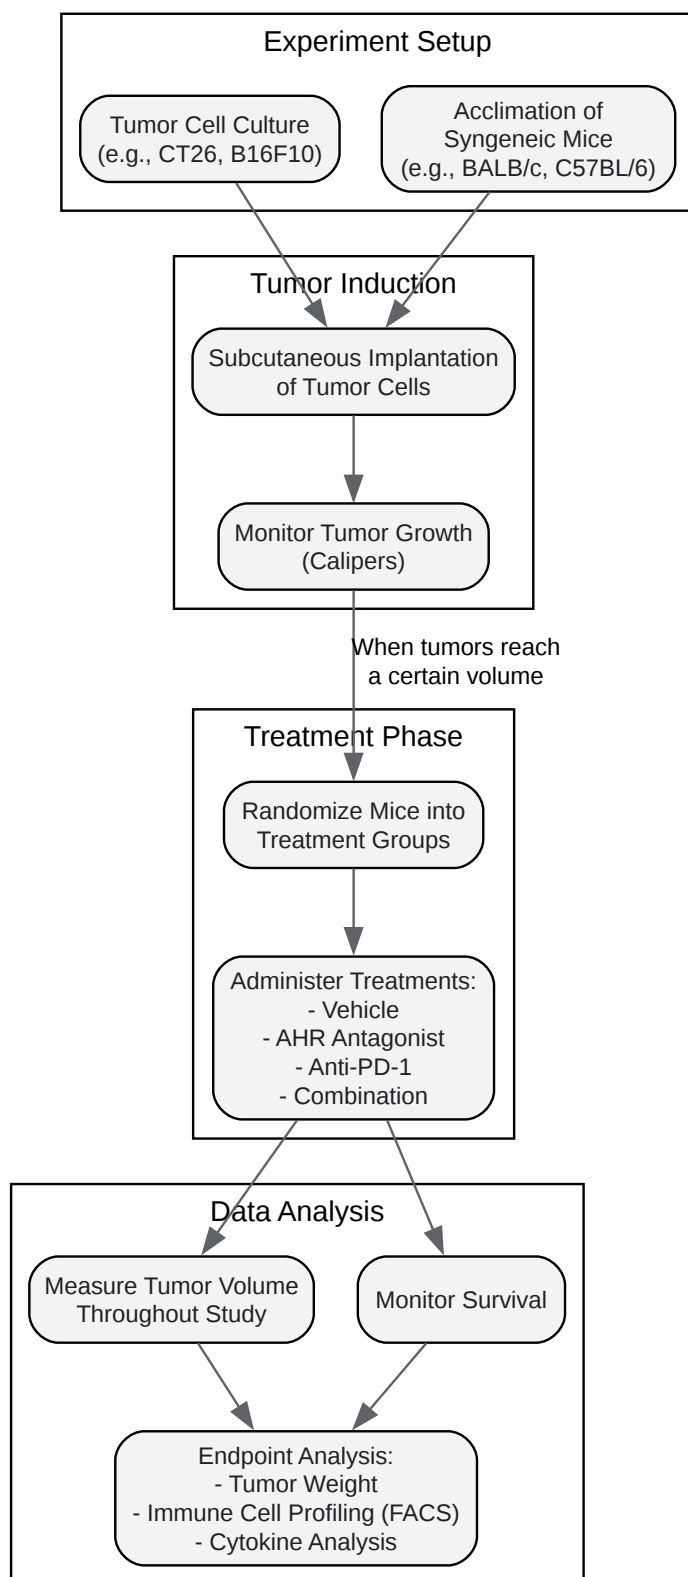 Experiment Setup
Tumor Cell Culture
(e.g., CT26, B16F10)
Acclimation of
Syngeneic Mice
(e.g., BALB/c, C57BL/6)
Tumor Induction
Subcutaneous Implantation
of Tumor Cells
Monitor Tumor Growth
(Calipers)
When tumors reach
a certain volume
Treatment Phase
Randomize Mice into
Treatment Groups
Administer Treatments:
- Vehicle
- AHR Antagonist
- Anti-PD-1
- Combination
Data Analysis
Measure Tumor Volume
Throughout Study
Monitor Survival
Endpoint Analysis:
- Tumor Weight
- Immune Cell Profiling (FACS)
- Cytokine Analysis